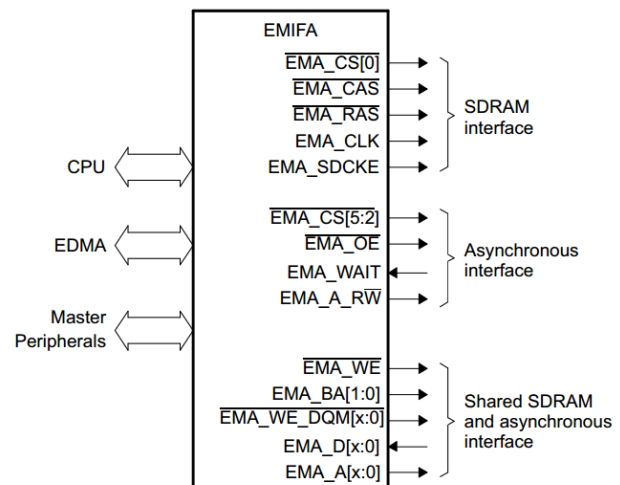 EMIFA
EMA_CS[0]
EMA_CAS
EMA_RAS
EMA_CLK
EMA_SDCKE
SDRAM
interface
CPU
EMA_CS[5:2]
EMA_OE
EMA_WAIT
EMA_A_RW
Asynchronous
interface
EDMA
Master
Peripherals
EMA_WE
EMA_BA[1:0]
EMA_WE_DQM[x:0]
EMA_D[x:0]
EMA_A[x:0]
Shared SDRAM
and asynchronous
interface